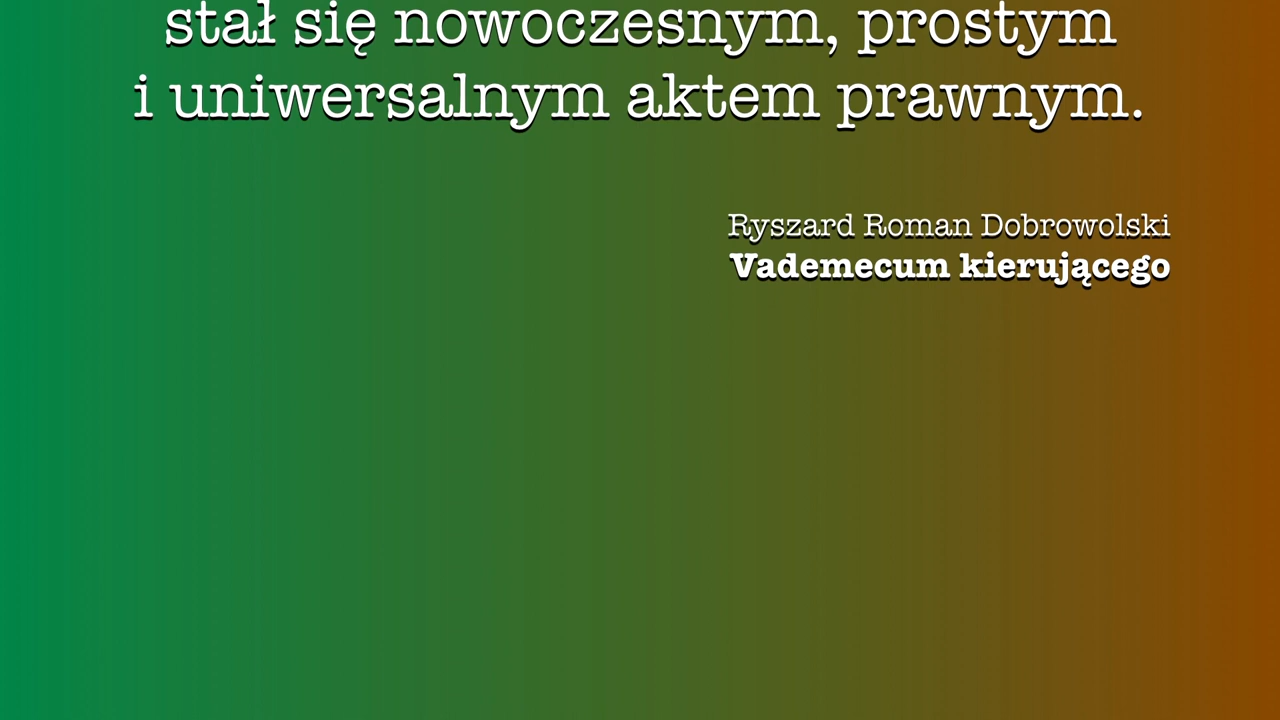 stał się nowoczesnym, prostym
i uniwersalnym aktem prawnym.
Ryszard Roman Dobrowolski
Vademecum kierującego